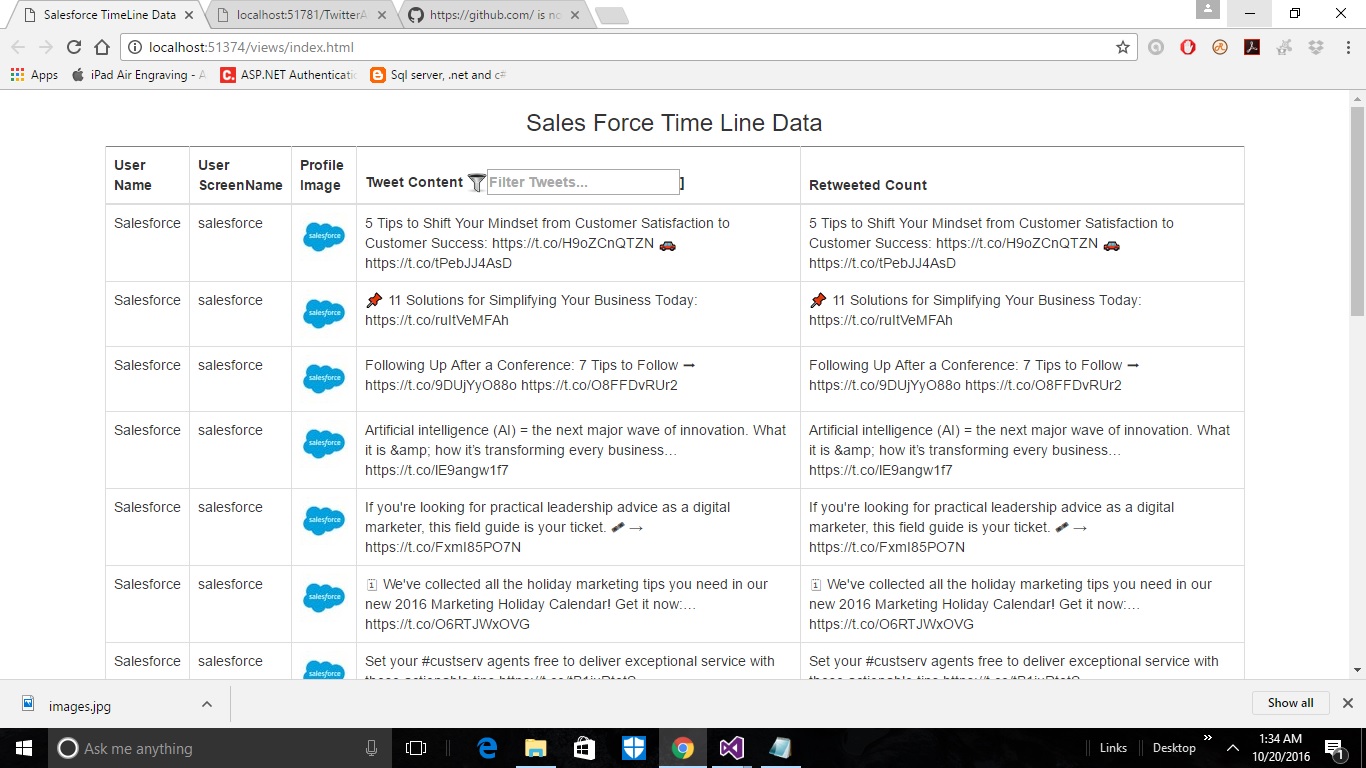 Salesforce TimeLine Data
localhost:51781/TwitterA
https://github.com/ is no
localhost:51374/views/index.html
Apps
iPad Air Engraving - A
ASP.NET Authenticatio
Sql server, .net and c#
Sales Force Time Line Data
User Name
User ScreenName
Profile Image
Tweet Content Filter Tweets... ]
Retweeted Count
Salesforce salesforce salesforce
5 Tips to Shift Your Mindset from Customer Satisfaction to
Customer Success: https://t.co/H9oZCnQTZN 🚗
https://t.co/tPebJJ4AsD
5 Tips to Shift Your Mindset from Customer Satisfaction to
Customer Success: https://t.co/H9oZCnQTZN 🚗
https://t.co/tPebJJ4AsD
Salesforce salesforce salesforce
📌 11 Solutions for Simplifying Your Business Today:
https://t.co/ruItVeMFAh
📌 11 Solutions for Simplifying Your Business Today:
https://t.co/ruItVeMFAh
Salesforce salesforce salesforce
Following Up After a Conference: 7 Tips to Follow ➞
https://t.co/9DUjYyO88o https://t.co/O8FFDvRUr2
Following Up After a Conference: 7 Tips to Follow ➞
https://t.co/9DUjYyO88o https://t.co/O8FFDvRUr2
Salesforce salesforce salesforce
Artificial intelligence (AI) = the next major wave of innovation. What
it is &amp; how it’s transforming every business…
https://t.co/IE9angw1f7
Artificial intelligence (AI) = the next major wave of innovation. What
it is &amp; how it’s transforming every business…
https://t.co/IE9angw1f7
Salesforce salesforce salesforce
If you're looking for practical leadership advice as a digital
marketer, this field guide is your ticket. →
https://t.co/FxmI85PO7N
If you're looking for practical leadership advice as a digital
marketer, this field guide is your ticket. →
https://t.co/FxmI85PO7N
Salesforce salesforce salesforce
We've collected all the holiday marketing tips you need in our
new 2016 Marketing Holiday Calendar! Get it now:…
https://t.co/O6RTJWxOVG
We've collected all the holiday marketing tips you need in our
new 2016 Marketing Holiday Calendar! Get it now:…
https://t.co/O6RTJWxOVG
Salesforce salesforce salesforce
Set your #custserv agents free to deliver exceptional service with
Set your #custserv agents free to deliver exceptional service with
images.jpg
Show all
Ask me anything
Links
Desktop
1:34 AM
10/20/2016
1